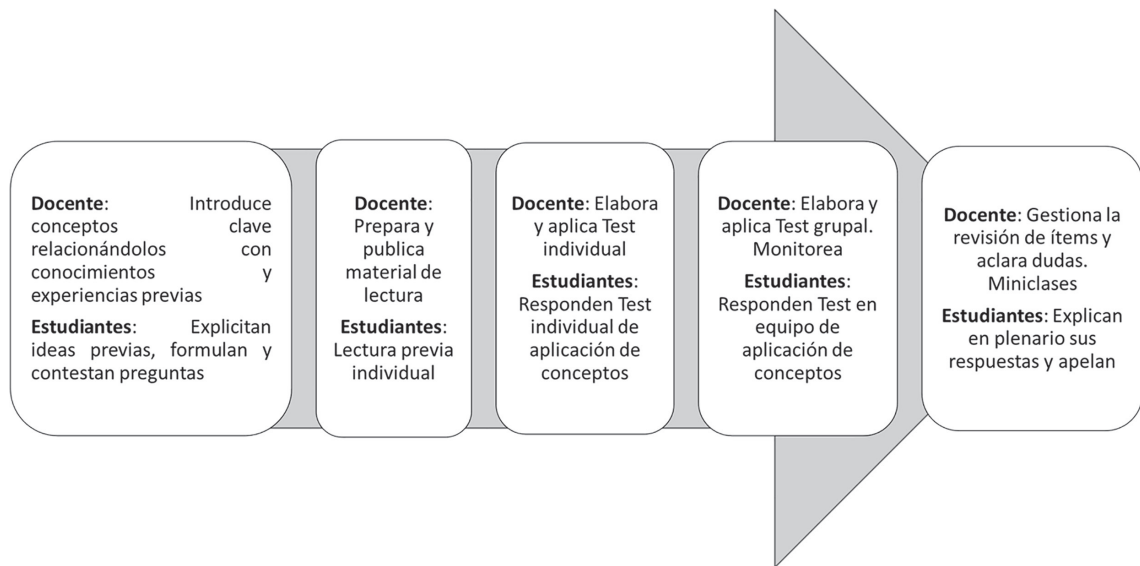 Docente: Introduce
conceptos clave
relacionándolos con
conocimientos y
experiencias previas
Estudiantes: Explicitan
ideas previas, formulan y
contestan preguntas
Docente:
Prepara y
publica
material de
lectura
Estudiantes:
Lectura previa
individual
Docente: Elabora
y aplica Test
individual
Estudiantes:
Responden Test
individual de
aplicación de
conceptos
Docente: Elabora y
aplica Test grupal.
Monitorea
Estudiantes:
Responden Test en
equipo de
aplicación de
conceptos
Docente: Gestiona la
revisión de ítems y
aclara dudas.
Miniclases
Estudiantes: Explican
en plenario sus
respuestas y apelan